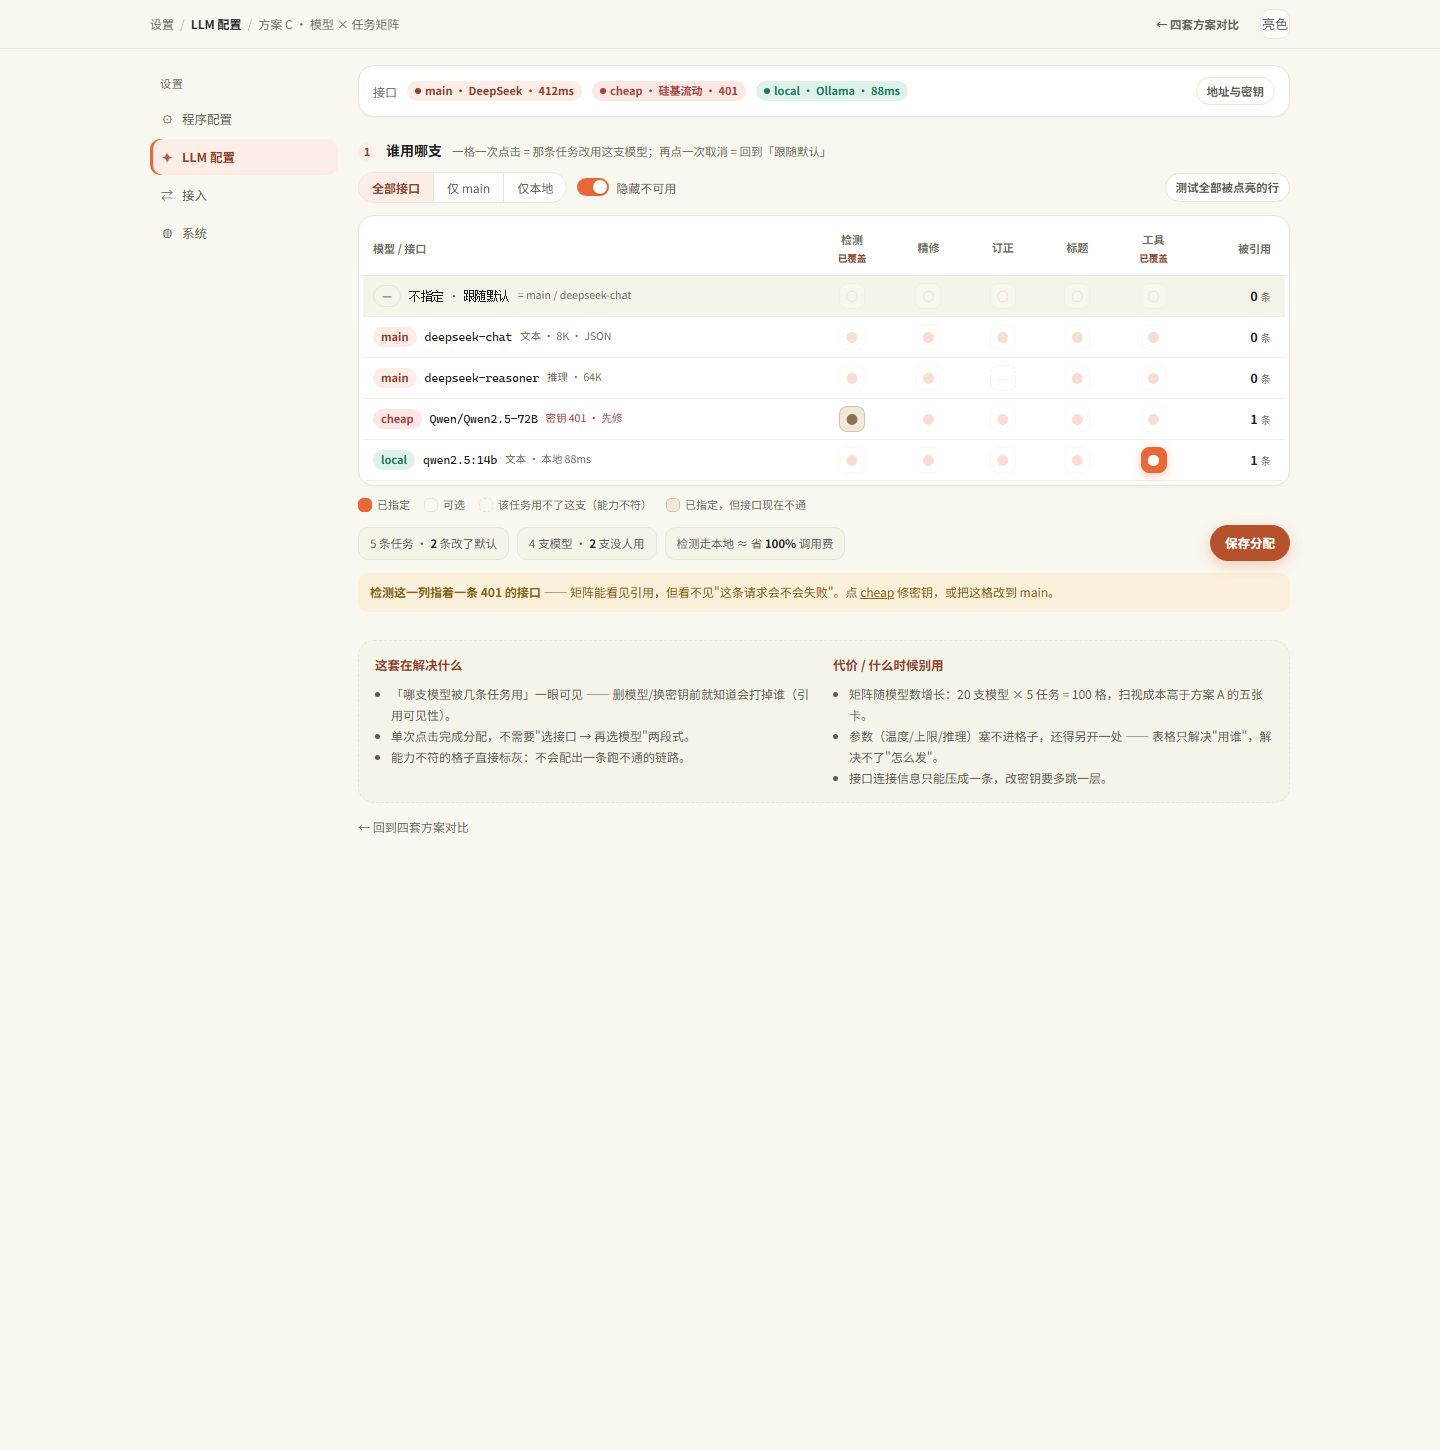 设置 / LLM 配置 / 方案 C · 模型 × 任务矩阵
← 四套方案对比
亮色
设置
程序配置
LLM 配置
接入
系统
接口
main · DeepSeek · 412ms
cheap · 硅基流动 · 401
local · Ollama · 88ms
地址与密钥
1 谁用哪支 一格一次点击 = 那条任务改用这支模型；再点一次取消 = 回到「跟随默认」
全部接口 仅 main 仅本地 隐藏不可用
测试全部被点亮的行
模型 / 接口 检测 已覆盖 精修 订正 标题 工具 已覆盖 被引用
— 不指定 · 跟随默认 = main / deepseek-chat 0 条
main deepseek-chat 文本 · 8K · JSON 0 条
main deepseek-reasoner 推理 · 64K — 0 条
cheap Qwen/Qwen2.5-72B 密钥 401 · 先修 1 条
local qwen2.5:14b 文本 · 本地 88ms 1 条
已指定 可选 该任务用不了这支（能力不符） 已指定，但接口现在不通
5 条任务 · 2 条改了默认
4 支模型 · 2 支没人用
检测走本地 ≈ 省 100% 调用费
保存分配
检测这一列指着一条 401 的接口 —— 矩阵能看见引用，但看不见"这条请求会不会失败"。点 cheap 修密钥，或把这格改到 main。
这套在解决什么
「哪支模型被几条任务用」一眼可见 —— 删模型/换密钥前就知道会打掉谁（引
用可见性）。
单次点击完成分配，不需要"选接口 → 再选模型"两段式。
能力不符的格子直接标灰：不会配出一条跑不通的链路。
代价 / 什么时候别用
矩阵随模型数增长：20 支模型 × 5 任务 = 100 格，扫视成本高于方案 A 的五张
卡。
参数（温度/上限/推理）塞不进格子，还得另开一处 —— 表格只解决"用谁"，解
决不了"怎么发"。
接口连接信息只能压成一条，改密钥要多跳一层。
← 回到四套方案对比